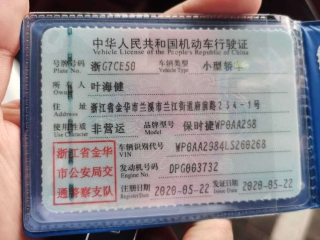 中华人民共和国机动车行驶证
Vehicle License of the People's Republic of China
号牌号码 浙G7CE50 车辆类型 小型轿
Plate No. Vehicle Type
所 人 叶海健
住 浙江省金华市兰溪市兰江街道府前路234-1号
使用性质 非营运 品牌型号 保时捷WP0AA298
Use Character Model
浙江省金华 车辆识别代号 WP0AA2984LS260268
VIN
市公安局交 发动机号码 DPG003732
通警察支队 注册日期 2020-05-22 发证日期 2020-05-22